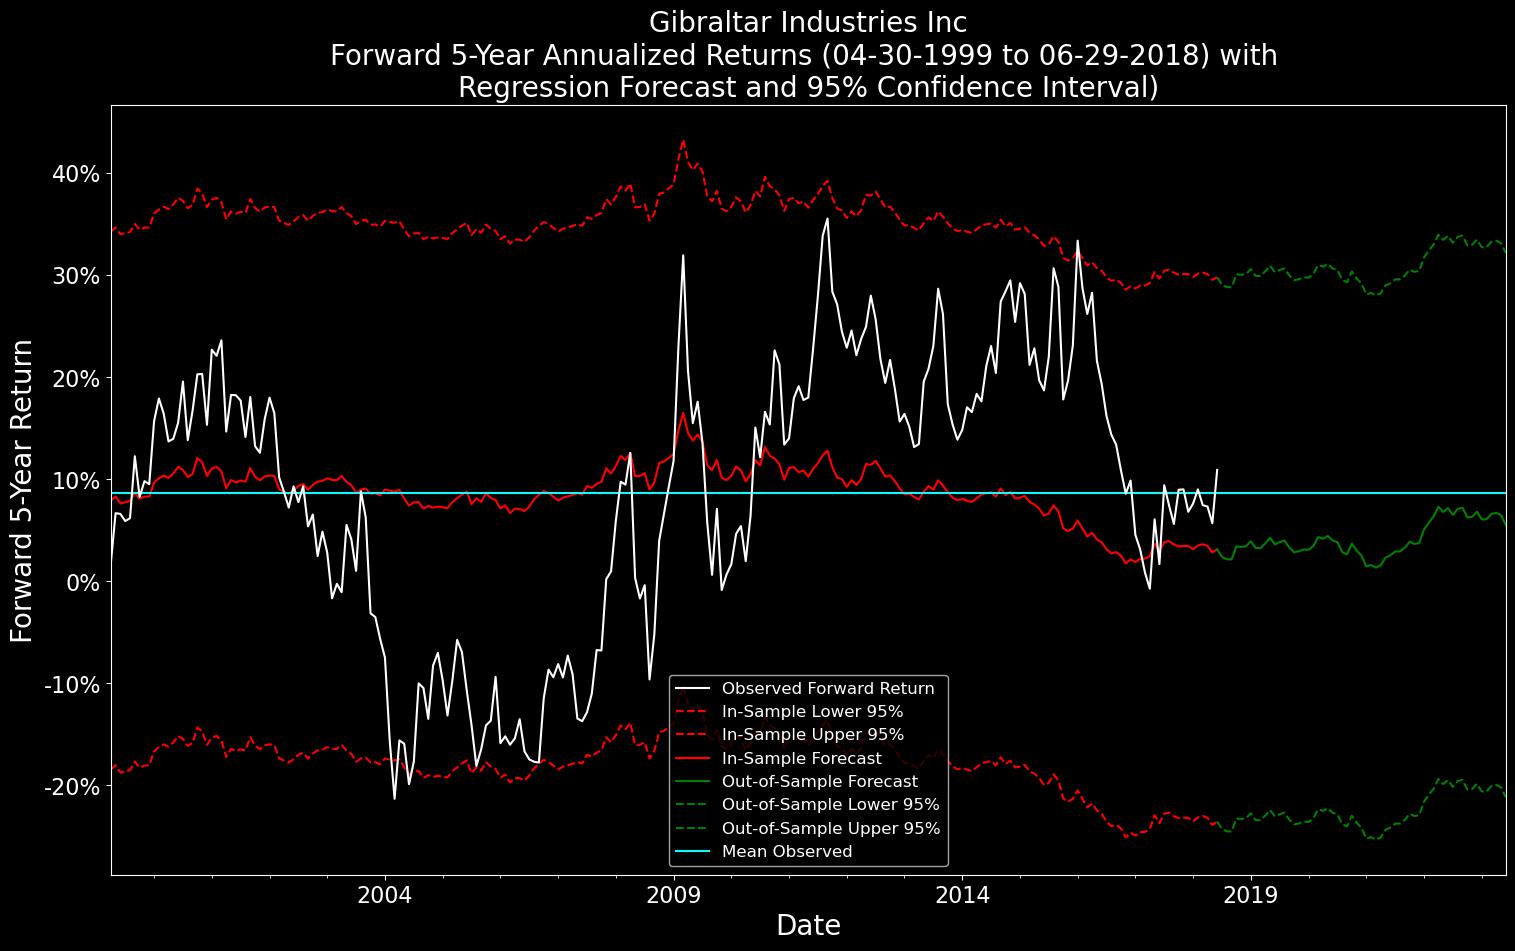 Gibraltar Industries Inc
Forward 5-Year Annualized Returns (04-30-1999 to 06-29-2018) with
Regression Forecast and 95% Confidence Interval)
Forward 5-Year Return
40%
30%
20%
10%
0%
-10%
-20%
Observed Forward Return
In-Sample Lower 95%
In-Sample Upper 95%
In-Sample Forecast
Out-of-Sample Forecast
Out-of-Sample Lower 95%
Out-of-Sample Upper 95%
Mean Observed
2004 2009 2014 2019
Date